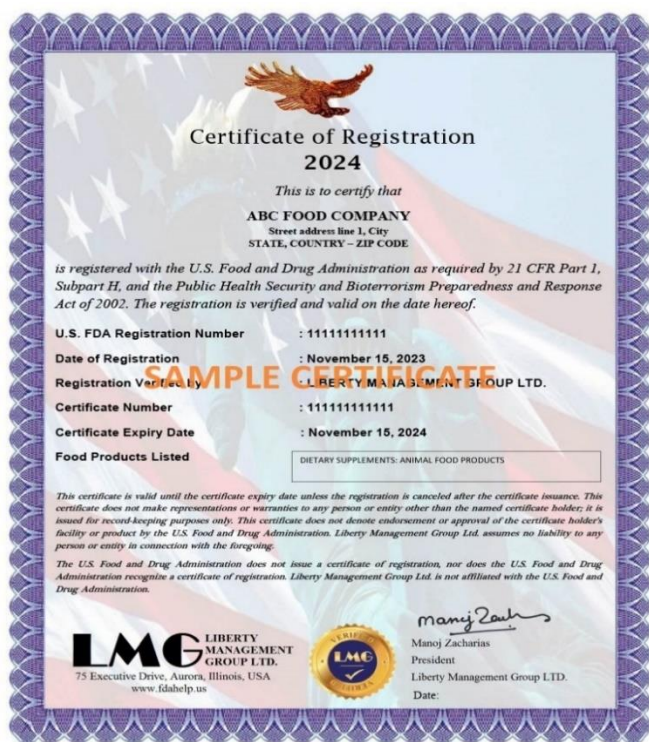 Certificate of Registration
2024
This is to certify that
ABC FOOD COMPANY
Street address line 1, City
STATE, COUNTRY – ZIP CODE
is registered with the U.S. Food and Drug Administration as required by 21 CFR Part 1,
Subpart H, and the Public Health Security and Bioterrorism Preparedness and Response
Act of 2002. The registration is verified and valid on the date hereof.
U.S. FDA Registration Number : 11111111111
Date of Registration : November 15, 2023
SAMPLE CERTIFICATE
Registration Verified by : LIBERTY MANAGEMENT GROUP LTD.
Certificate Number : 111111111111
Certificate Expiry Date : November 15, 2024
Food Products Listed DIETARY SUPPLEMENTS: ANIMAL FOOD PRODUCTS
This certificate is valid until the certificate expiry date unless the registration is canceled after the certificate issuance. This
certificate does not make representations or warranties to any person or entity other than the named certificate holder; it is
issued for record-keeping purposes only. This certificate does not denote endorsement or approval of the certificate holder's
facility or product by the U.S. Food and Drug Administration. Liberty Management Group Ltd. assumes no liability to any
person or entity in connection with the foregoing.
The U.S. Food and Drug Administration does not issue a certificate of registration, nor does the U.S. Food and Drug
Administration recognize a certificate of registration. Liberty Management Group Ltd. is not affiliated with the U.S. Food and
Drug Administration.
LMG LIBERTY
MANAGEMENT
GROUP LTD.
75 Executive Drive, Aurora, Illinois, USA
www.fdahelp.us
VERIFIED
LMG
Manoj Zacharias
President
Liberty Management Group LTD.
Date: